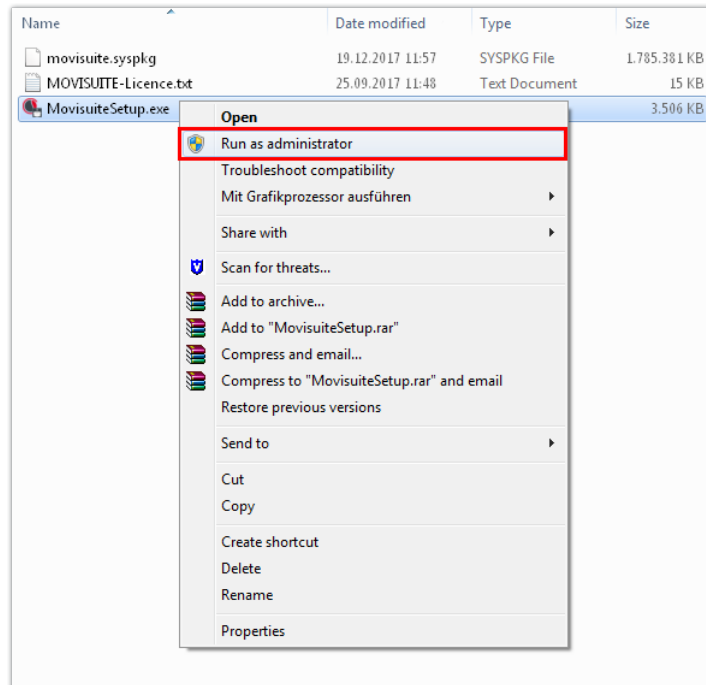 Name Date modified Type Size
movisuite.syspkg 19.12.2017 11:57 SYSPKG File 1.785.381 KB
MOVISUITE-Licence.txt 25.09.2017 11:48 Text Document 15 KB
MovisuiteSetup.exe 3.506 KB
Open
Run as administrator
Troubleshoot compatibility
Mit Grafikprozessor ausführen
Share with
Scan for threats...
Add to archive...
Add to "MovisuiteSetup.rar"
Compress and email...
Compress to "MovisuiteSetup.rar" and email
Restore previous versions
Send to
Cut
Copy
Create shortcut
Delete
Rename
Properties